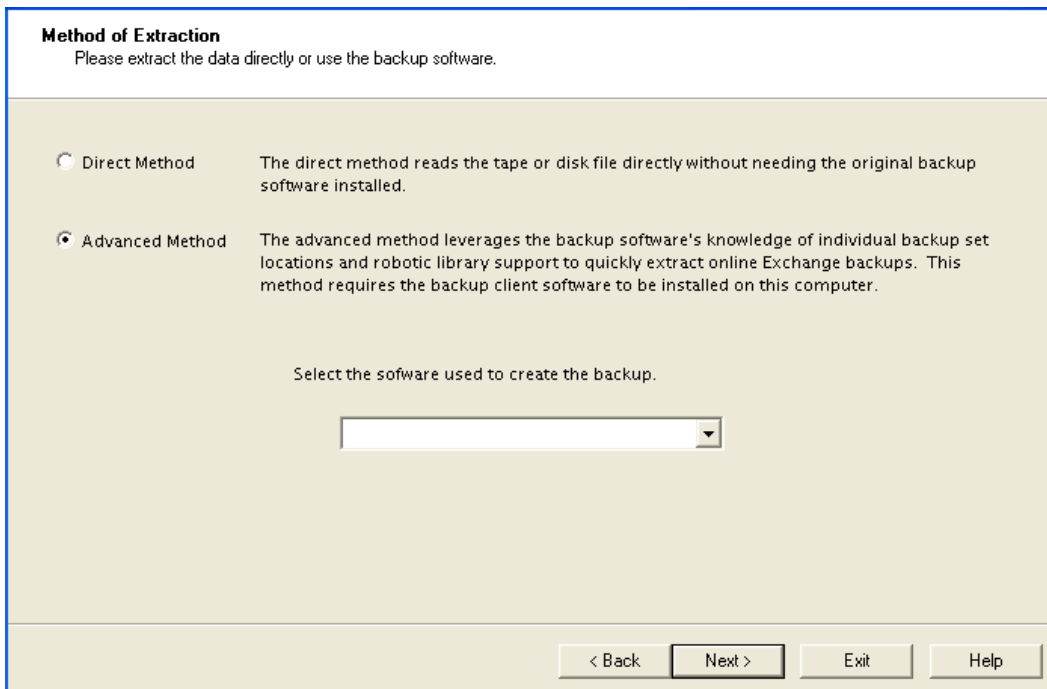 Method of Extraction
Please extract the data directly or use the backup software.
Direct Method
The direct method reads the tape or disk file directly without needing the original backup
software installed.
Advanced Method
The advanced method leverages the backup software's knowledge of individual backup set
locations and robotic library support to quickly extract online Exchange backups.  This
method requires the backup client software to be installed on this computer.
Select the sofware used to create the backup.
< Back
Next >
Exit
Help